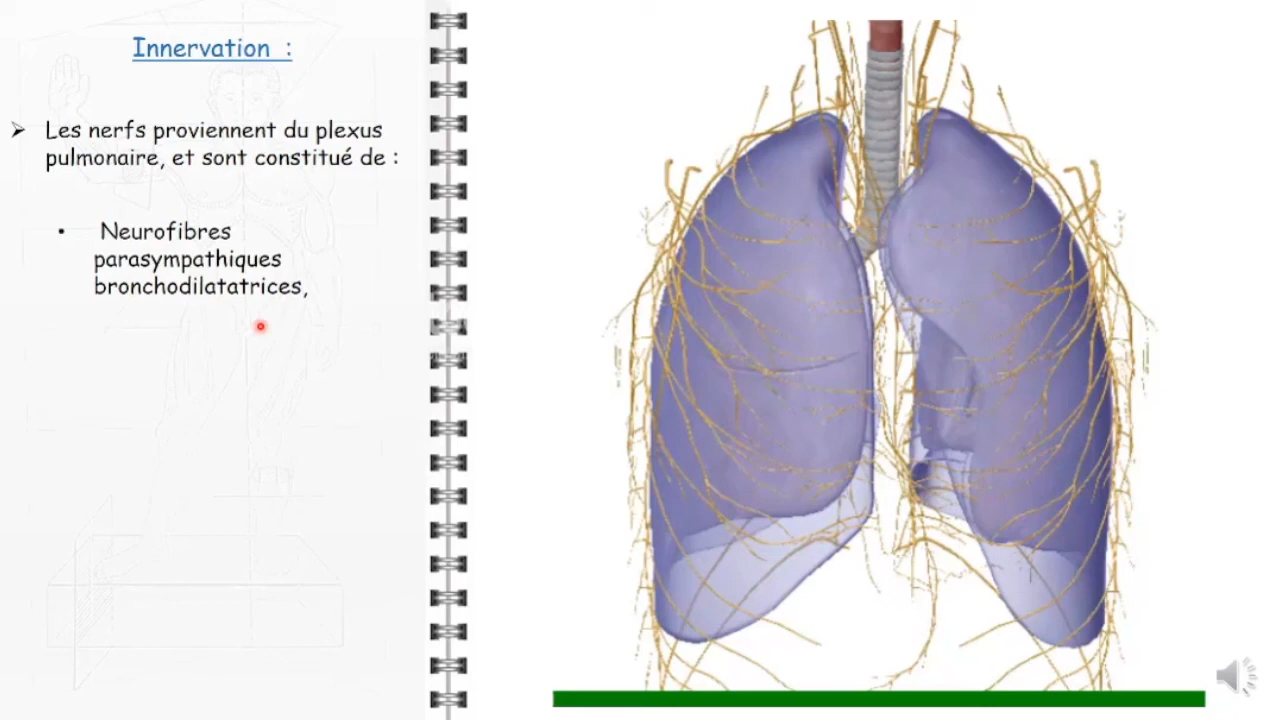 Innervation :
➢ Les nerfs proviennent du plexus
pulmonaire, et sont constitué de :
• Neurofibres
parasympathiques
bronchodilatatrices,